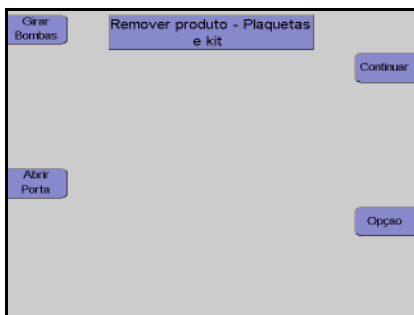 Girar
Bombas
Remover produto - Plaquetas
e kit
Continuar
Abrir
Porta
Opçao